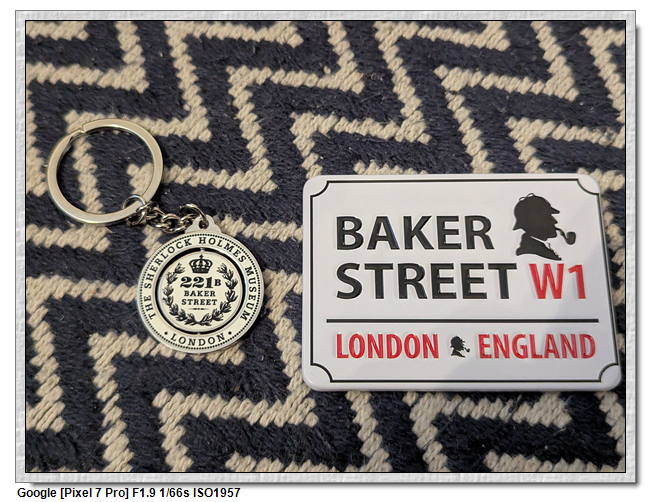 THE SHERLOCK HOLMES MUSEUM
221B
BAKER
STREET
· LONDON ·
BAKER
STREET W1
LONDON ENGLAND
Google [Pixel 7 Pro] F1.9 1/66s ISO1957